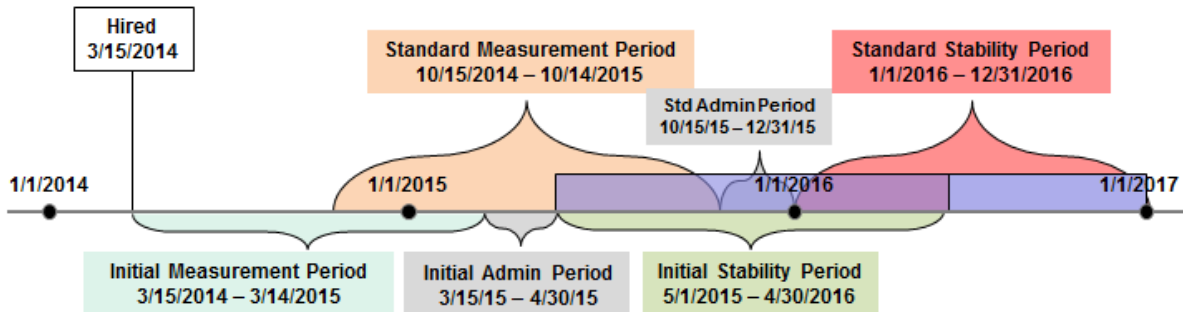 Hired
3/15/2014
Standard Measurement Period
10/15/2014 – 10/14/2015
Standard Stability Period
1/1/2016 – 12/31/2016
Std Admin Period
10/15/15 – 12/31/15
1/1/2014
1/1/2015
1/1/2016
1/1/2017
Initial Measurement Period
3/15/2014 – 3/14/2015
Initial Admin Period
3/15/15 – 4/30/15
Initial Stability Period
5/1/2015 – 4/30/2016